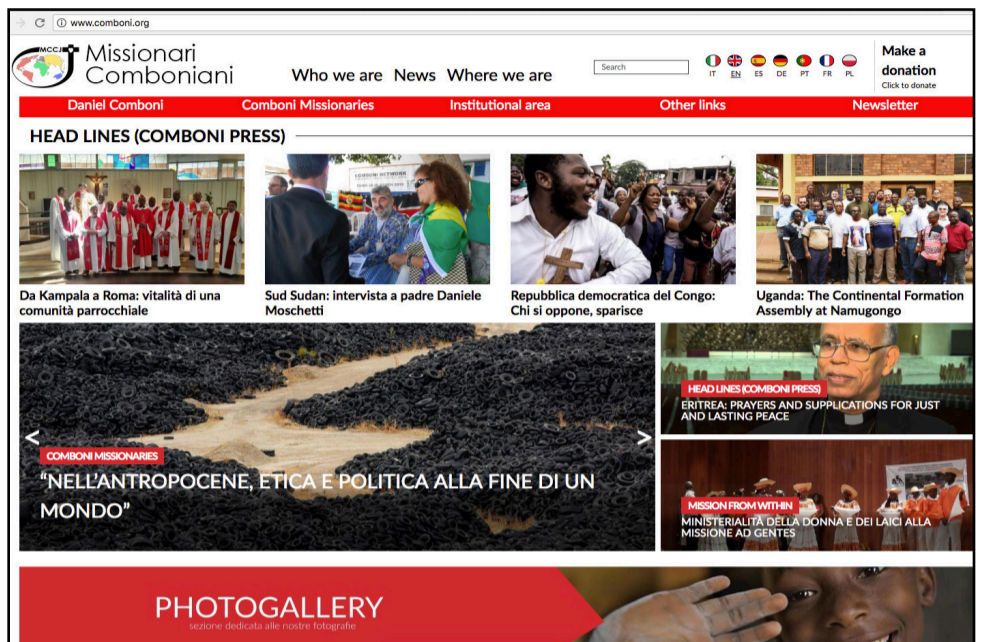 www.comboni.org
MCCJ
Missionari
Comboniani
Who we are News Where we are
Search
IT EN ES DE PT FR PL
Make a
donation
Click to donate
Daniel Comboni Comboni Missionaries Institutional area Other links Newsletter
HEAD LINES (COMBONI PRESS)
COMBONI NETWORK
Da Kampala a Roma: vitalità di una
comunità parrocchiale
Sud Sudan: intervista a padre Daniele
Moschetti
Repubblica democratica del Congo:
Chi si oppone, sparisce
Uganda: The Continental Formation
Assembly at Namugongo
< >
COMBONI MISSIONARIES
“NELL’ANTROPOCENE, ETICA E POLITICA ALLA FINE DI UN
MONDO”
HEAD LINES (COMBONI PRESS)
ERITREA: PRAYERS AND SUPPLICATIONS FOR JUST
AND LASTING PEACE
MISSION FROM WITHIN
MINISTERIALITÀ DELLA DONNA E DEI LAICI ALLA
MISSIONE AD GENTES
PHOTOGALLERY
sezione dedicata alle nostre fotografie